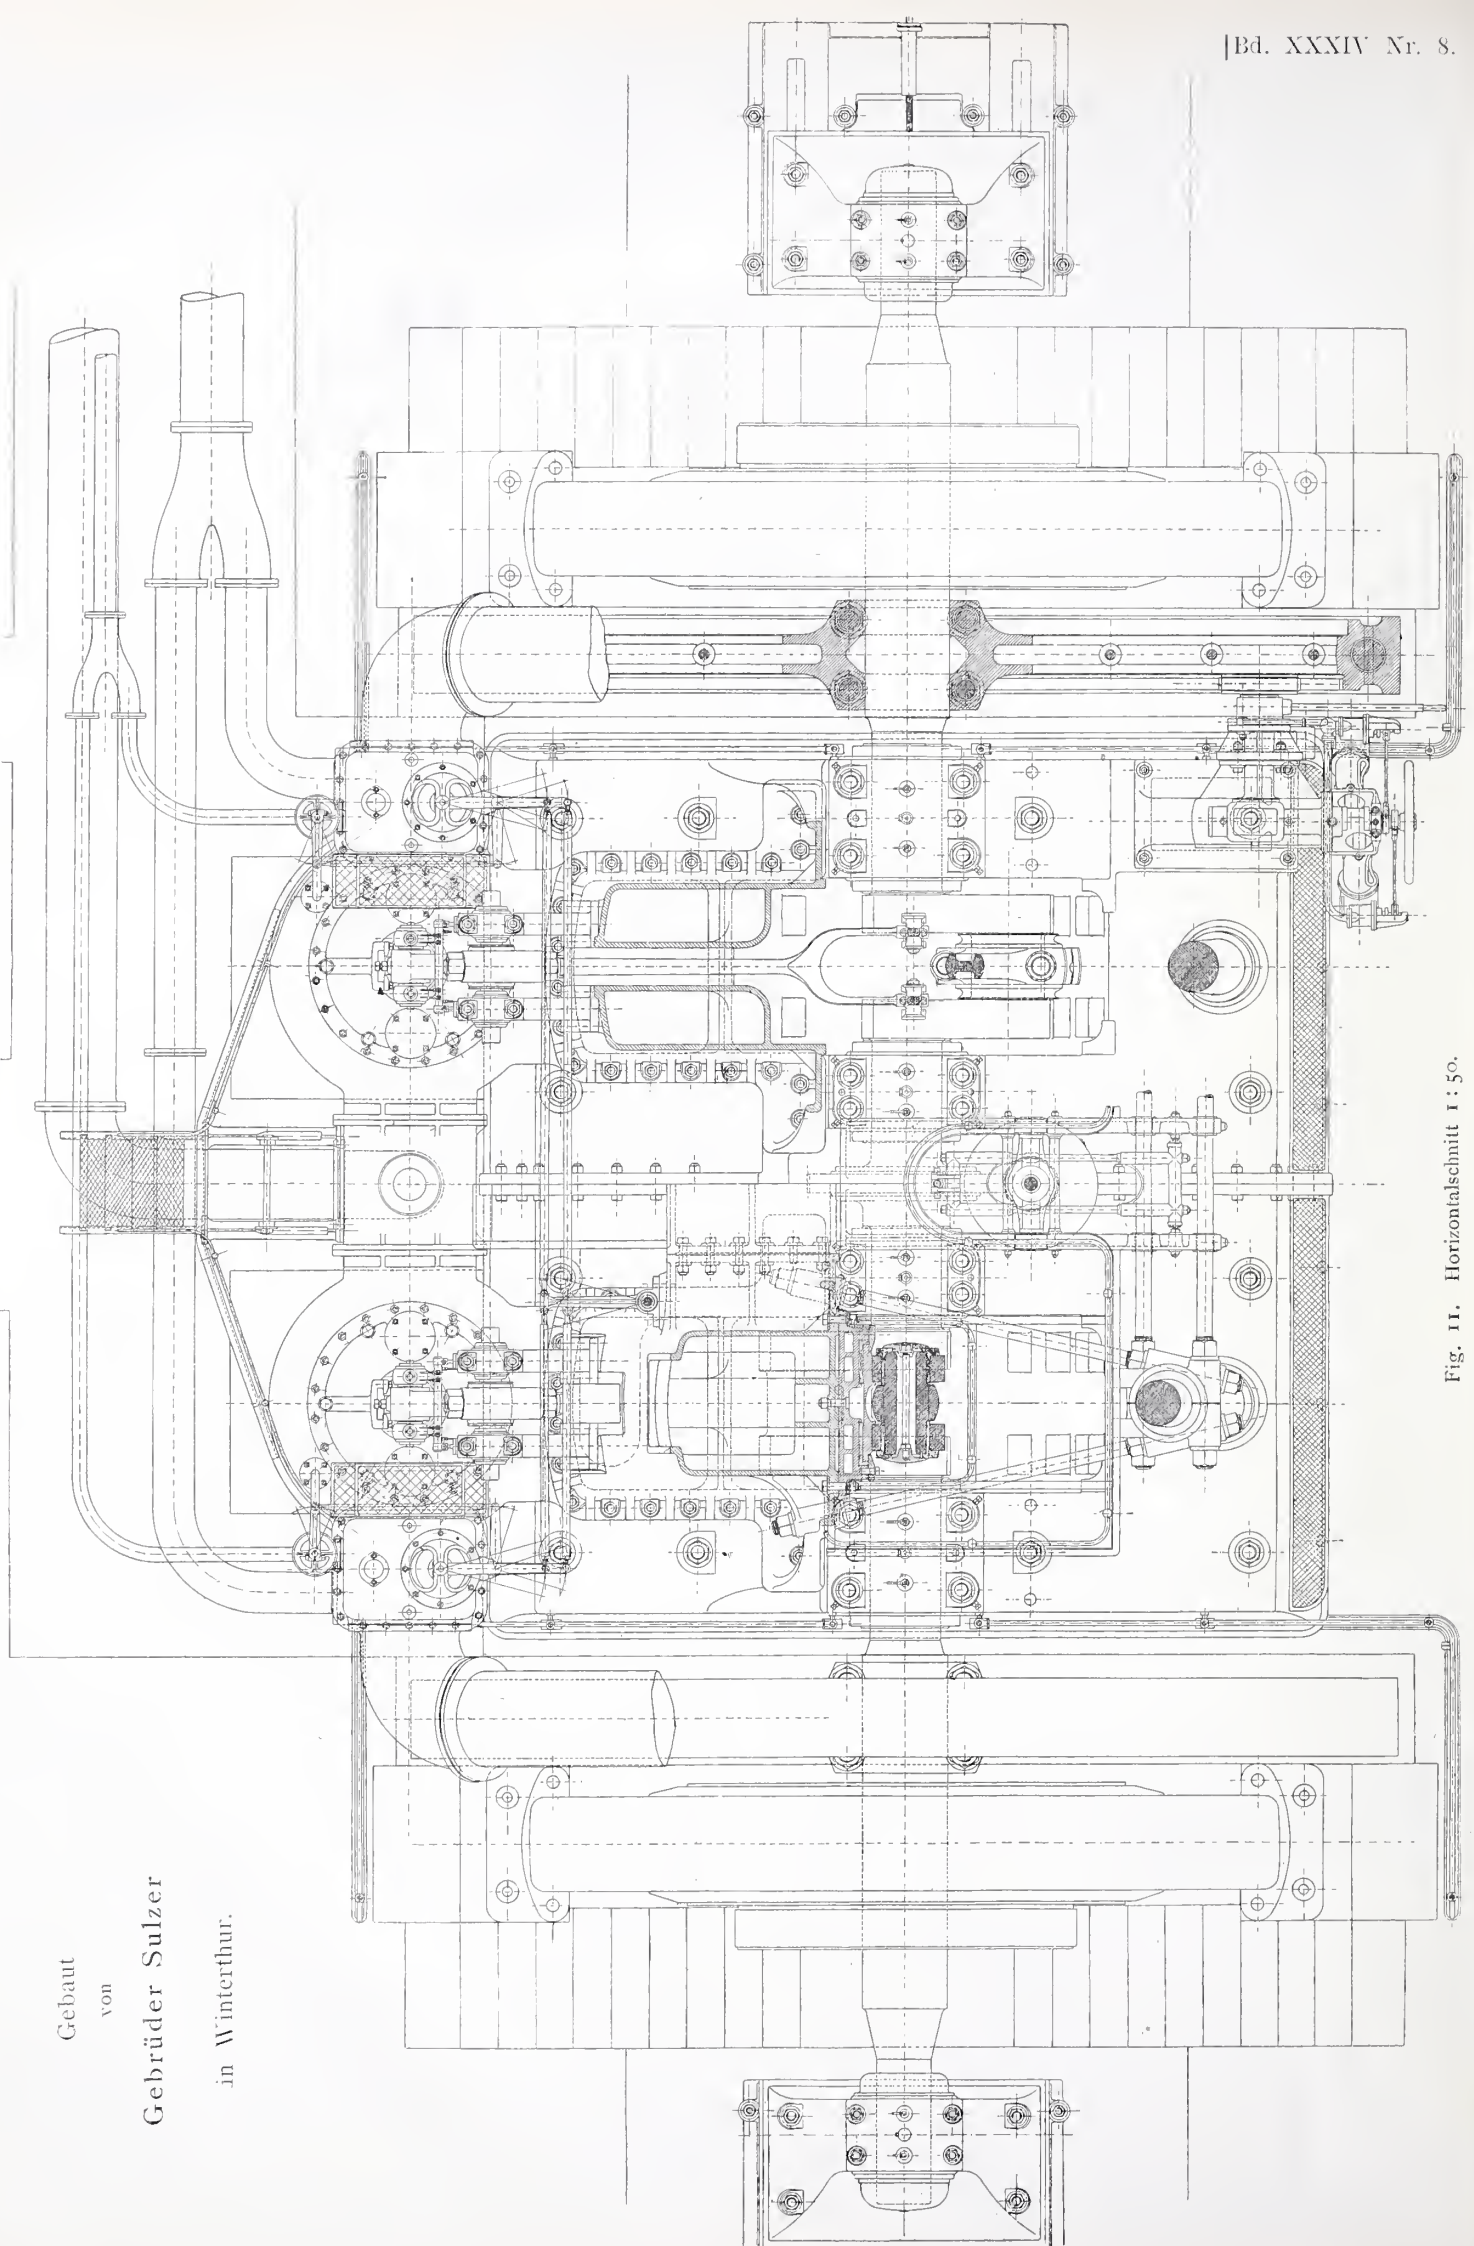 Bd. XXXIV Nr. 8.
Gebaut
von
Gebrüder Sulzer
in Winterthur.
Fig. 11. Horizontalschnitt 1:50.